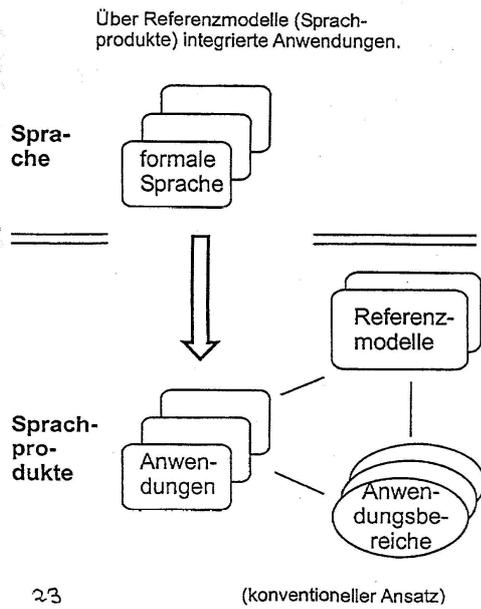 Über Referenzmodelle (Sprach-
produkte) integrierte Anwendungen.
Spra-
che
formale
Sprache
Referenz-
modelle
Sprach-
pro-
dukte
Anwen-
dungen
Anwen-
dungsbe-
reiche
23
(konventioneller Ansatz)